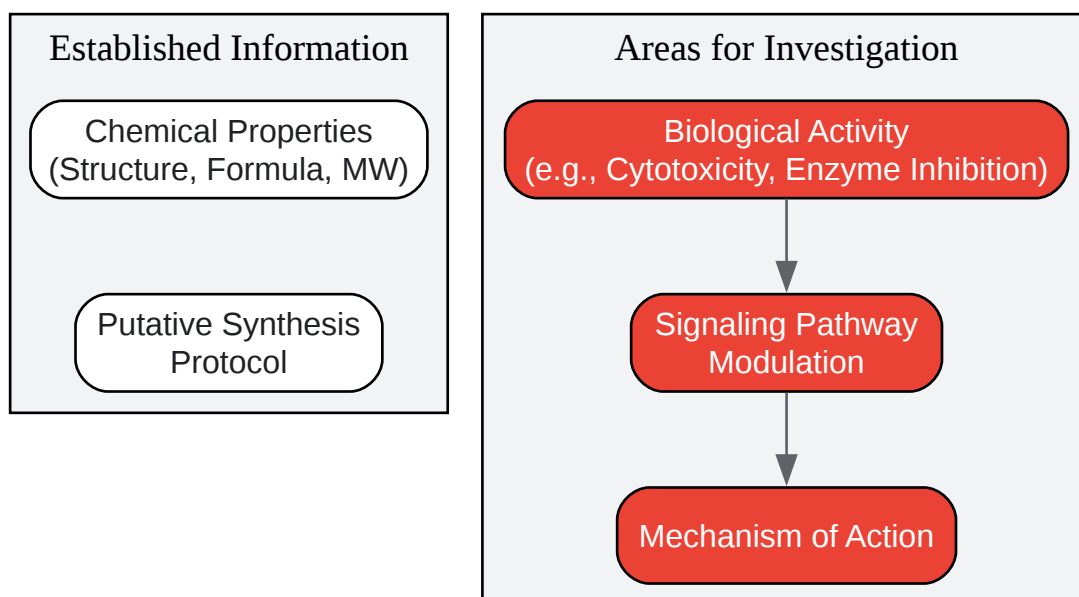 Established Information
Chemical Properties
(Structure, Formula, MW)
Putative Synthesis
Protocol
Areas for Investigation
Biological Activity
(e.g., Cytotoxicity, Enzyme Inhibition)
Signaling Pathway
Modulation
Mechanism of Action